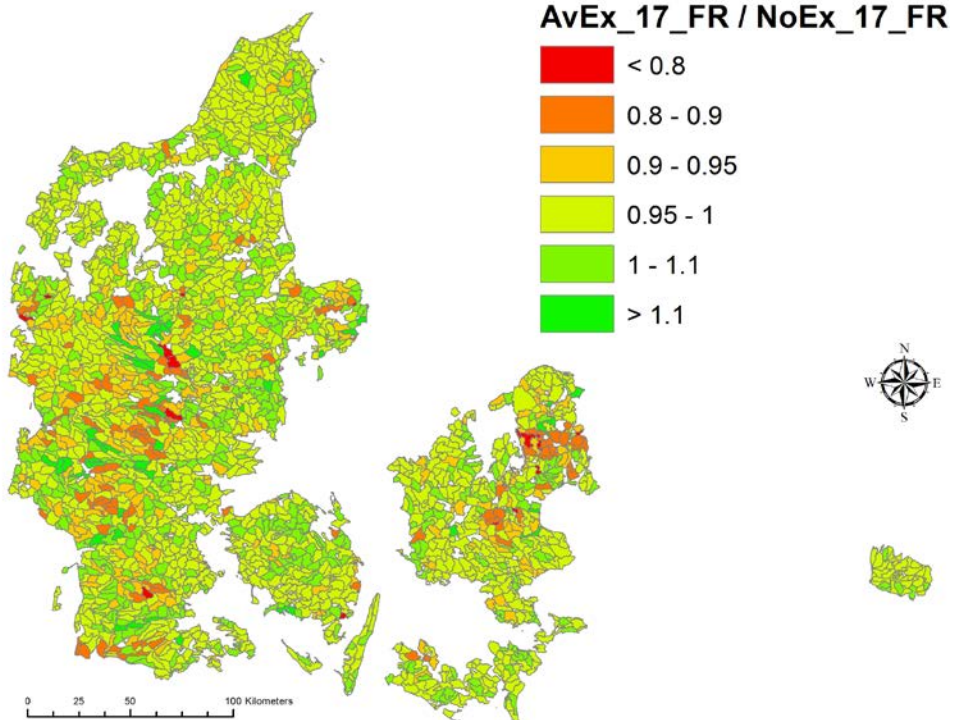 AvEx_17_FR / NoEx_17_FR
< 0.8
0.8 - 0.9
0.9 - 0.95
0.95 - 1
1 - 1.1
> 1.1
N
W E
S
0 25 50 100 Kilometers